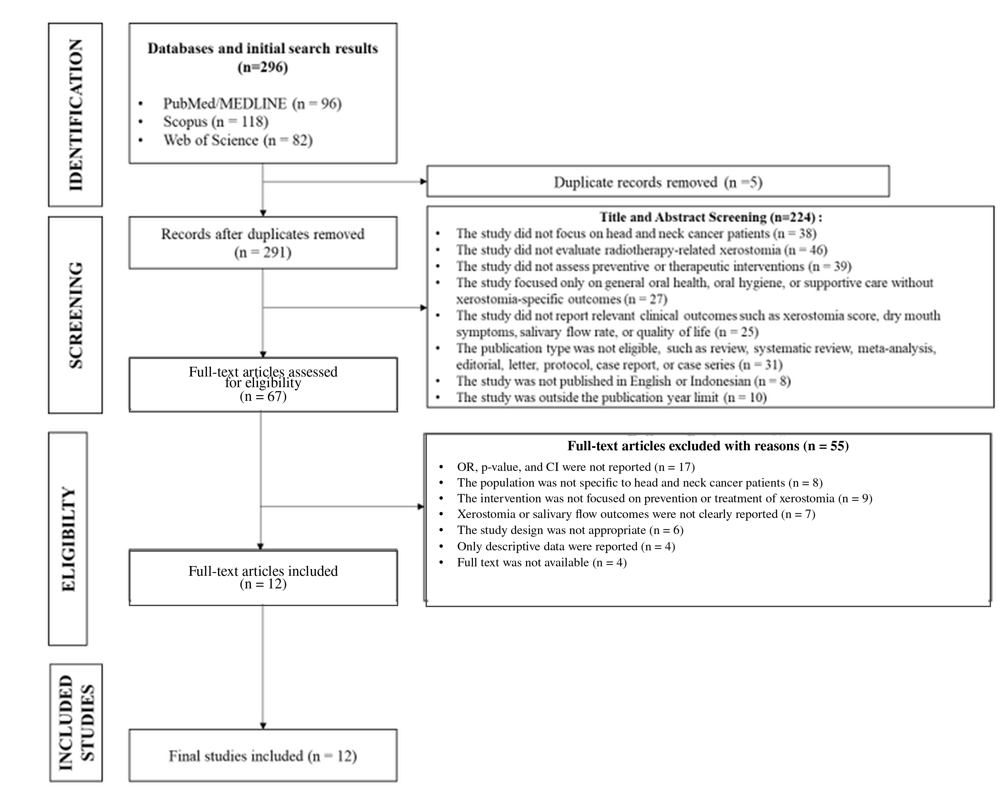 IDENTIFICATION
Databases and initial search results
(n=296)
• PubMed/MEDLINE (n = 96)
• Scopus (n = 118)
• Web of Science (n = 82)
Duplicate records removed (n =5)
SCREENING
Records after duplicates removed
(n = 291)
Title and Abstract Screening (n=224) :
• The study did not focus on head and neck cancer patients (n = 38)
• The study did not evaluate radiotherapy-related xerostomia (n = 46)
• The study did not assess preventive or therapeutic interventions (n = 39)
• The study focused only on general oral health, oral hygiene, or supportive care without
xerostomia-specific outcomes (n = 27)
• The study did not report relevant clinical outcomes such as xerostomia score, dry mouth
symptoms, salivary flow rate, or quality of life (n = 25)
• The publication type was not eligible, such as review, systematic review, meta-analysis,
editorial, letter, protocol, case report, or case series (n = 31)
• The study was not published in English or Indonesian (n = 8)
• The study was outside the publication year limit (n = 10)
Full-text articles assessed
for eligibility
(n = 67)
ELIGIBILTY
Full-text articles excluded with reasons (n = 55)
• OR, p-value, and CI were not reported (n = 17)
• The population was not specific to head and neck cancer patients (n = 8)
• The intervention was not focused on prevention or treatment of xerostomia (n = 9)
• Xerostomia or salivary flow outcomes were not clearly reported (n = 7)
• The study design was not appropriate (n = 6)
• Only descriptive data were reported (n = 4)
• Full text was not available (n = 4)
Full-text articles included
(n = 12)
INCLUDED
STUDIES
Final studies included (n = 12)